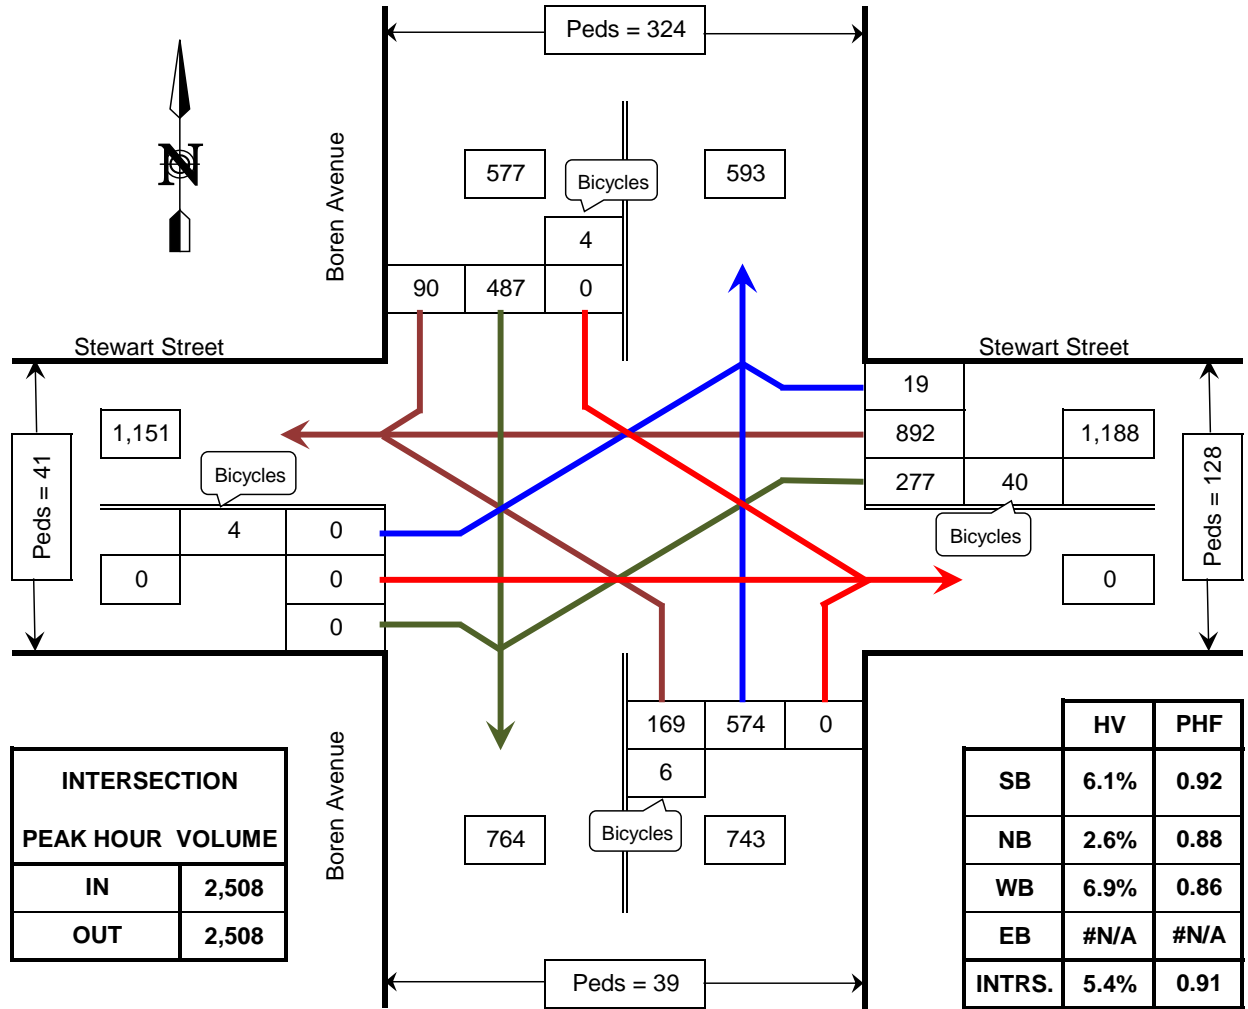 Peds = 324
N
Boren Avenue
577
Bicycles
593
4
90 487 0
Stewart Street
Stewart Street
19
1,151
892 1,188
Peds = 41
Bicycles
277 40
Peds = 128
4 0
Bicycles
0 0 0
0
169 574 0
6
Boren Avenue
764
Bicycles
743
INTERSECTION
PEAK HOUR VOLUME
IN 2,508
OUT 2,508
HV PHF
SB 6.1% 0.92
NB 2.6% 0.88
WB 6.9% 0.86
EB #N/A #N/A
INTRS. 5.4% 0.91
Peds = 39